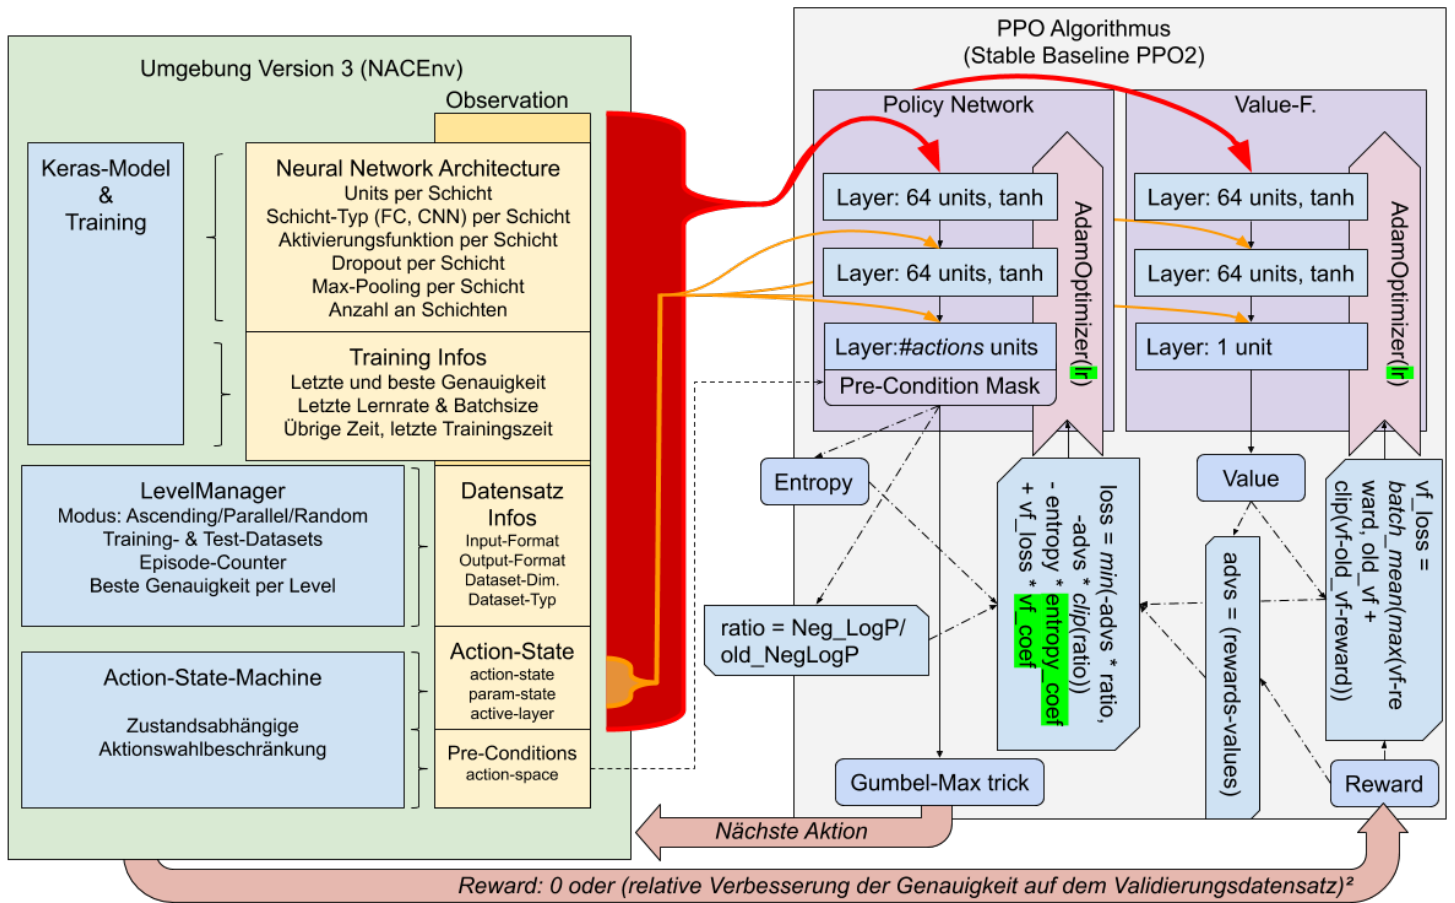 Umgebung Version 3 (NACEnv)
Observation
Keras-Model
&
Training
Neural Network Architecture
Units per Schicht
Schicht-Typ (FC, CNN) per Schicht
Aktivierungsfunktion per Schicht
Dropout per Schicht
Max-Pooling per Schicht
Anzahl an Schichten
Training Infos
Letzte und beste Genauigkeit
Letzte Lernrate & Batchsize
Übrige Zeit, letzte Trainingszeit
LevelManager
Modus: Ascending/Parallel/Random
Training- & Test-Datasets
Episode-Counter
Beste Genauigkeit per Level
Datensatz
Infos
Input-Format
Output-Format
Dataset-Dim.
Dataset-Typ
Action-State-Machine
Zustandsabhängige
Aktionswahlbeschränkung
Action-State
action-state
param-state
active-layer
Pre-Conditions
action-space
PPO Algorithmus
(Stable Baseline PPO2)
Policy Network
Layer: 64 units, tanh
Layer: 64 units, tanh
Layer:#actions units
Pre-Condition Mask
AdamOptimizer(lr)
Value-F.
Layer: 64 units, tanh
Layer: 64 units, tanh
Layer: 1 unit
AdamOptimizer(lr)
Entropy
ratio = Neg_LogP/
old_NegLogP
loss = min(-advs * ratio,
-advs * clip(ratio))
- entropy * entropy_coef
+ vf_loss * vf_coef
Value
advs = (rewards-values)
vf_loss =
batch_mean(max(vf-re
ward, old_vf +
clip(vf-old_vf-reward))
Gumbel-Max trick
Reward
Nächste Aktion
Reward: 0 oder (relative Verbesserung der Genauigkeit auf dem Validierungsdatensatz)²